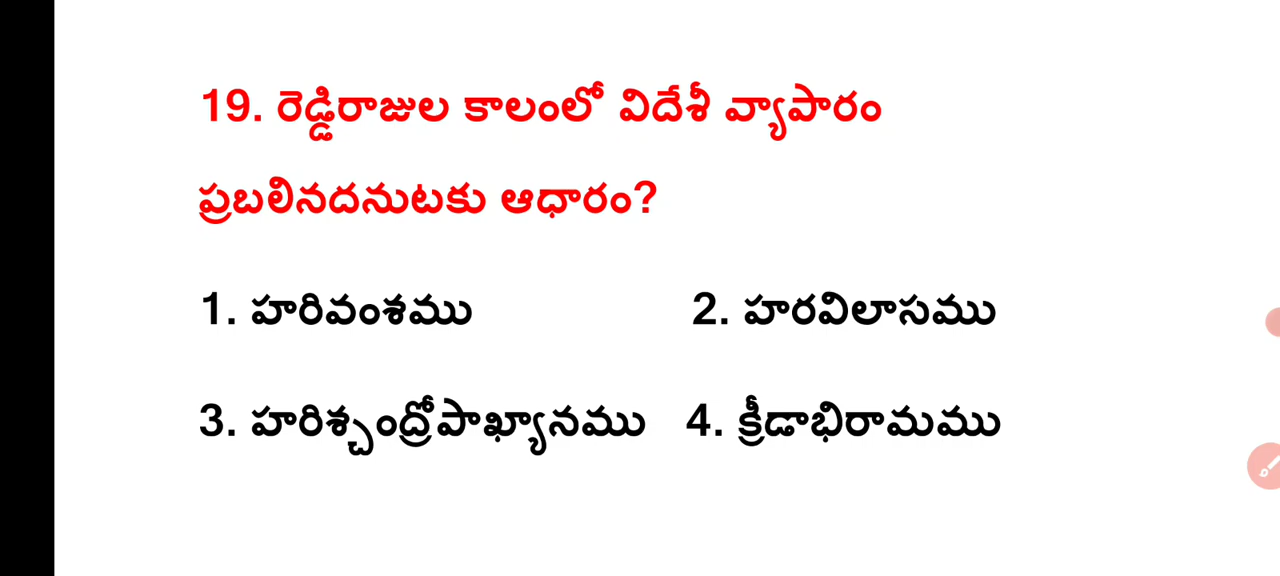 19. రెడ్డిరాజుల కాలంలో విదేశీ వ్యాపారం
ప్రబలినదనుటకు ఆధారం?
1. హరివంశము 2. హరవిలాసము
3. హరిశ్చంద్రోపాఖ్యానము 4. క్రీడాభిరామము